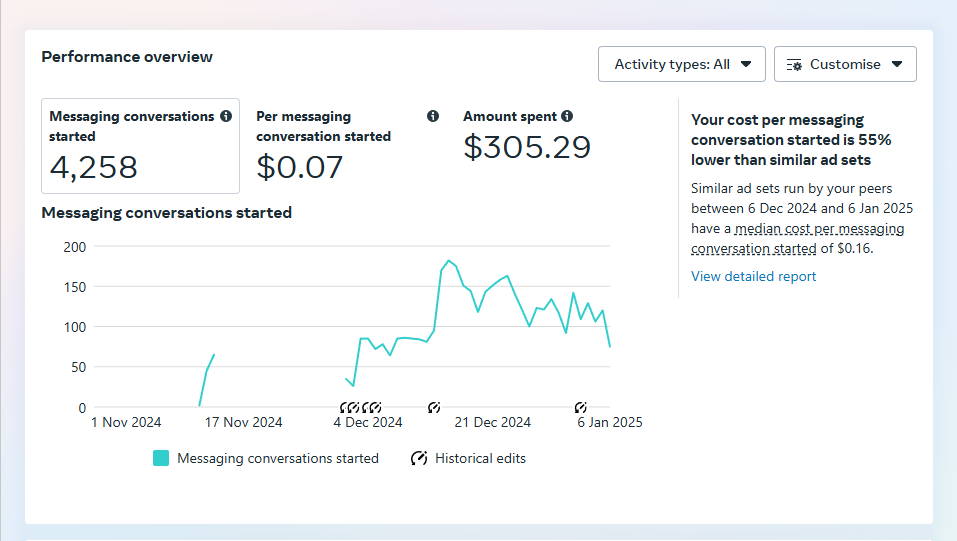 Performance overview
Activity types: All
Customise
Messaging conversations
started
4,258
Per messaging
conversation started
$0.07
Amount spent
$305.29
Your cost per messaging
conversation started is 55%
lower than similar ad sets
Similar ad sets run by your peers
between 6 Dec 2024 and 6 Jan 2025
have a median cost per messaging
conversation started of $0.16.
View detailed report
Messaging conversations started
200
150
100
50
0
1 Nov 2024
17 Nov 2024
4 Dec 2024
21 Dec 2024
6 Jan 2025
Messaging conversations started
Historical edits